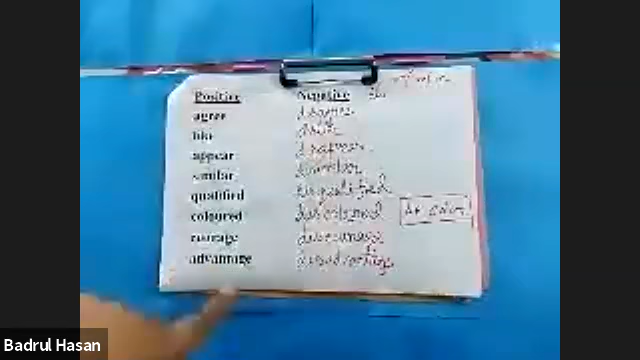 Positive Negative
agree disagree
like dislike
appear disappear
similar dissimilar
qualified disqualified
coloured discoloured
courage discourage
advantage disadvantage
Badrul Hasan